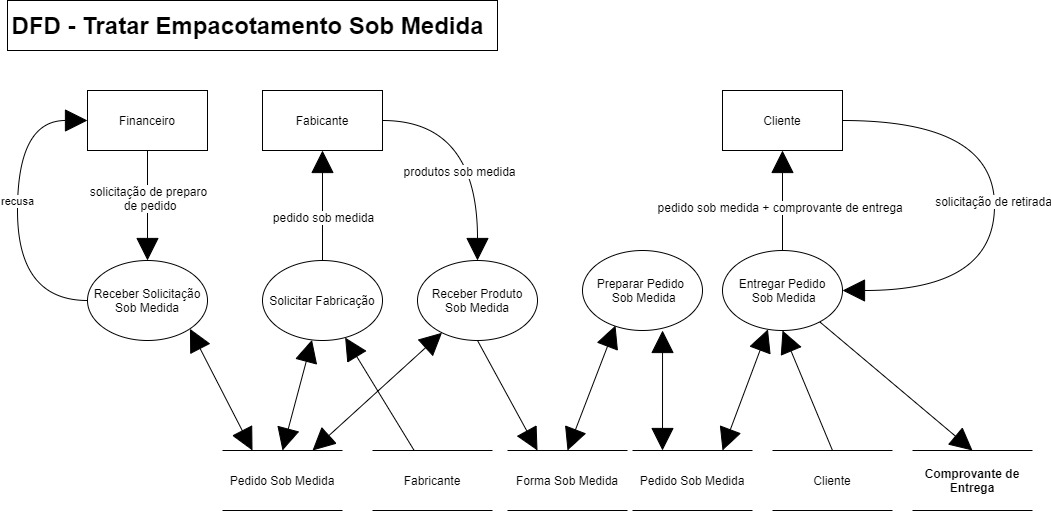 DFD - Tratar Empacotamento Sob Medida
Financeiro
Fabicante
Cliente
produtos sob medida
solicitação de preparo
de pedido
recusa
pedido sob medida
pedido sob medida + comprovante de entrega
solicitação de retirada
Receber Solicitação
Sob Medida
Solicitar Fabricação
Receber Produto
Sob Medida
Preparar Pedido
Sob Medida
Entregar Pedido
Sob Medida
Pedido Sob Medida
Fabricante
Forma Sob Medida
Pedido Sob Medida
Cliente
Comprovante de
Entrega